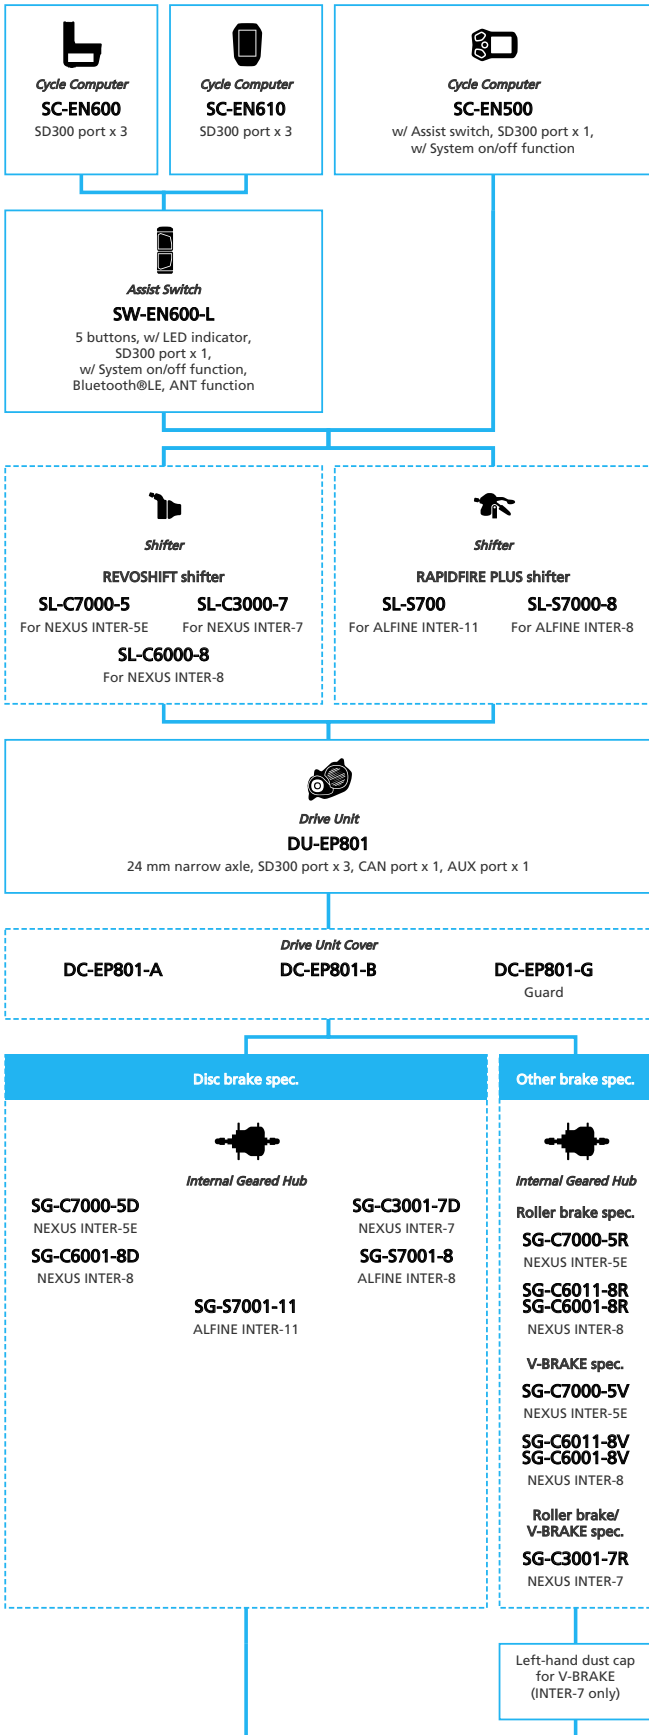 Cycle Computer
SC-EN600
SD300 port x 3
Cycle Computer
SC-EN610
SD300 port x 3
Cycle Computer
SC-EN500
w/ Assist switch, SD300 port x 1,
w/ System on/off function
Assist Switch
SW-EN600-L
5 buttons, w/ LED indicator,
SD300 port x 1,
w/ System on/off function,
Bluetooth®LE, ANT function
Shifter
REVOSHIFT shifter
SL-C7000-5
For NEXUS INTER-5E
SL-C3000-7
For NEXUS INTER-7
SL-C6000-8
For NEXUS INTER-8
Shifter
RAPIDFIRE PLUS shifter
SL-S700
For ALFINE INTER-11
SL-S7000-8
For ALFINE INTER-8
Drive Unit
DU-EP801
24 mm narrow axle, SD300 port x 3, CAN port x 1, AUX port x 1
Drive Unit Cover
DC-EP801-A
DC-EP801-B
DC-EP801-G
Guard
Disc brake spec.
Internal Geared Hub
SG-C7000-5D
NEXUS INTER-5E
SG-C3001-7D
NEXUS INTER-7
SG-C6001-8D
NEXUS INTER-8
SG-S7001-8
ALFINE INTER-8
SG-S7001-11
ALFINE INTER-11
Other brake spec.
Internal Geared Hub
Roller brake spec.
SG-C7000-5R
NEXUS INTER-5E
SG-C6011-8R
SG-C6001-8R
NEXUS INTER-8
V-BRAKE spec.
SG-C7000-5V
NEXUS INTER-5E
SG-C6011-8V
SG-C6001-8V
NEXUS INTER-8
Roller brake/
V-BRAKE spec.
SG-C3001-7R
NEXUS INTER-7
Left-hand dust cap
for V-BRAKE
(INTER-7 only)